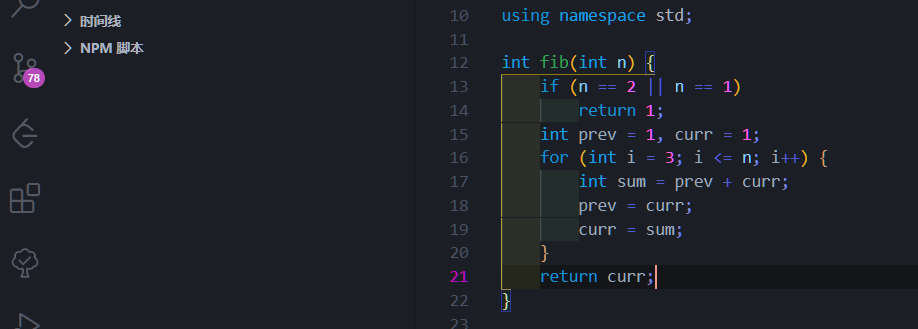 时间线
NPM 脚本
78
10 using namespace std;
11
12 int fib(int n) {
13     if (n == 2 || n == 1)
14         return 1;
15     int prev = 1, curr = 1;
16     for (int i = 3; i <= n; i++) {
17         int sum = prev + curr;
18         prev = curr;
19         curr = sum;
20     }
21     return curr;
22 }
23